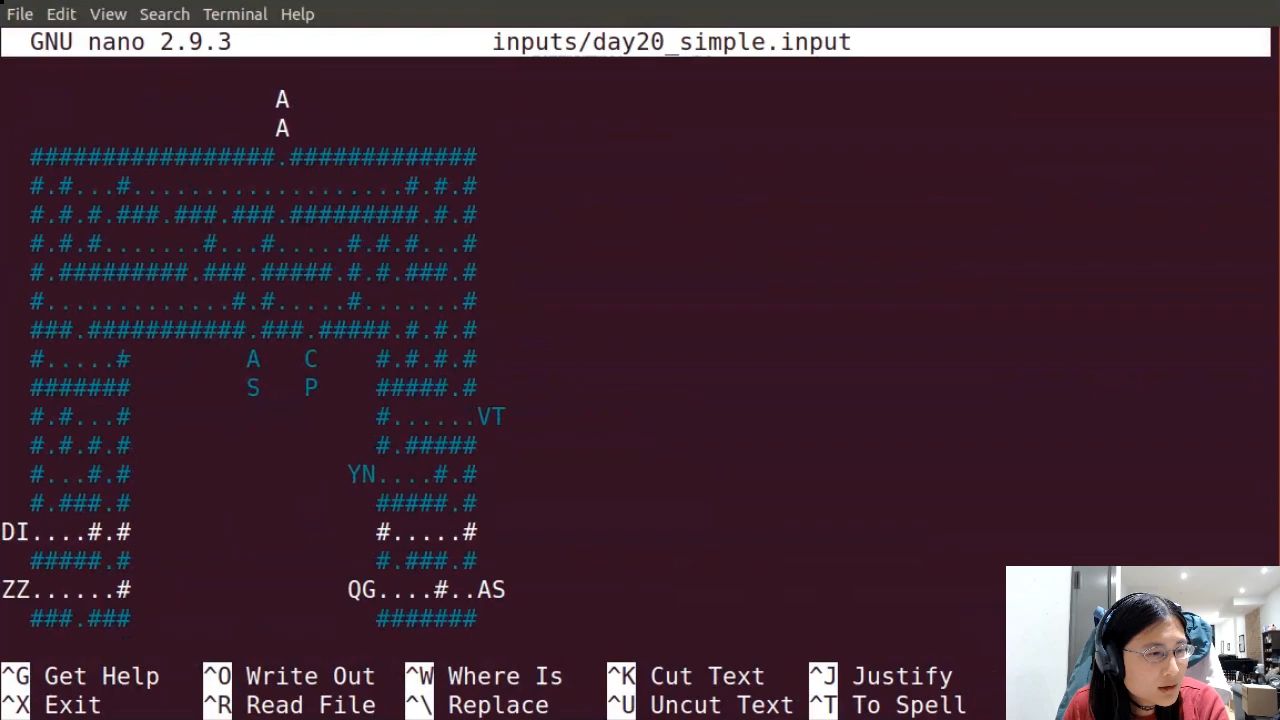 File Edit View Search Terminal Help
GNU nano 2.9.3 inputs/day20_simple.input
A
A
#################.#############
#.#...#...................#.#.#
#.#.#.###.###.###.#########.#.#
#.#.#.......#...#.....#.#.#...#
#.#########.###.#####.#.#.###.#
#.............#.#.....#.......#
###.###########.###.#####.#.#.#
#.....#        A   C    #.#.#.#
#######        S   P    #####.#
#.#...#                 #......VT
#.#.#.#                 #.#####
#...#.#               YN....#.#
#.###.#                 #####.#
DI....#.#                 #.....#
#####.#                 #.###.#
ZZ......#               QG....#..AS
###.###                 #######
^G Get Help ^O Write Out ^W Where Is ^K Cut Text ^J Justify
^X Exit ^R Read File ^\ Replace ^U Uncut Text ^T To Spell